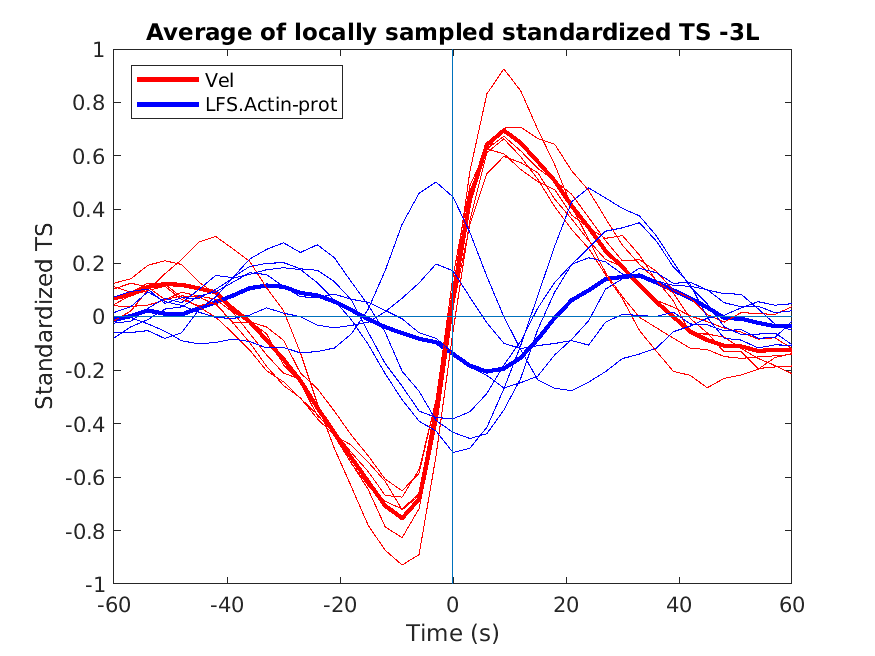 Average of locally sampled standardized TS -3L
Vel
LFS.Actin-prot
Standardized TS
1
0.8
0.6
0.4
0.2
0
-0.2
-0.4
-0.6
-0.8
-1
-60 -40 -20 0 20 40 60
Time (s)